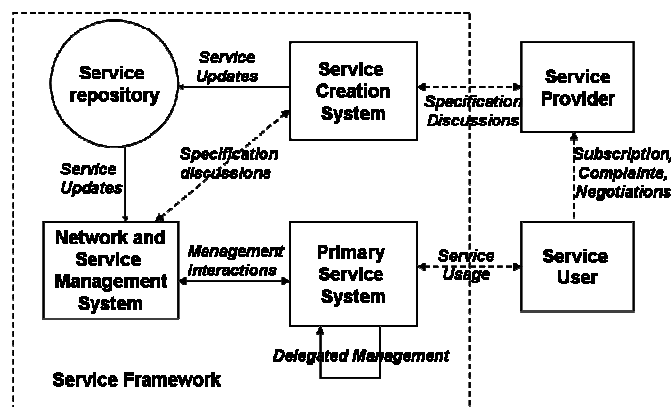 Service
repository
Service
Updates
Service
Creation
System
Specification
Discussions
Service
Provider
Service
Updates
Specification
discussions
Subscription,
Complaints,
Negotiations
Network and
Service
Management
System
Management
interactions
Primary
Service
System
Service
Usage
Service
User
Delegated Management
Service Framework